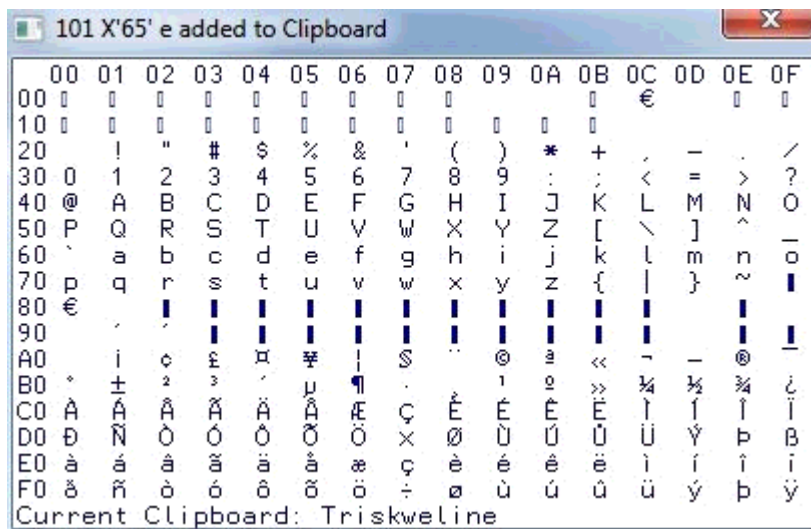 101 X'65' e added to Clipboard
00 01 02 03 04 05 06 07 08 09 0A 0B 0C 0D 0E 0F
00 €
10
20 ! " # $ % & ' ( ) * + , – . /
30 0 1 2 3 4 5 6 7 8 9 : ; < = > ?
40 @ A B C D E F G H I J K L M N O
50 P Q R S T U V W X Y Z [ \ ] ^ _
60 ` a b c d e f g h i j k l m n o
70 p q r s t u v w x y z { | } ~
80 €
90 ´ ´
A0 ¡ ¢ £ ¤ ¥ ¦ § ¨ © ª « ¬ – ® ¯
B0 ° ± ² ³ ´ µ ¶ · ¸ ¹ º » ¼ ½ ¾ ¿
C0 À Á Â Ã Ä Å Æ Ç È É Ê Ë Ì Í Î Ï
D0 Ð Ñ Ò Ó Ô Õ Ö × Ø Ù Ú Û Ü Ý Þ ß
E0 à á â ã ä å æ ç è é ê ë ì í î ï
F0 ð ñ ò ó ô õ ö ÷ ø ù ú û ü ý þ ÿ
Current Clipboard: Triskweline